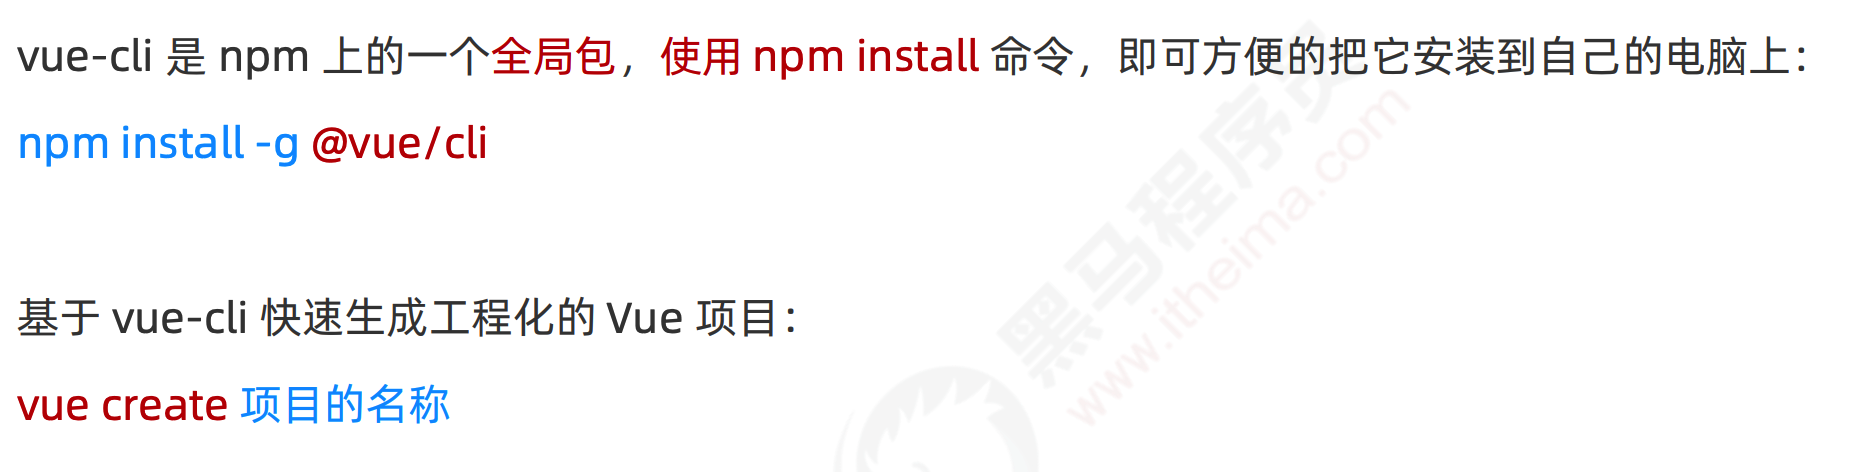 vue-cli 是 npm 上的一个全局包，使用 npm install 命令，即可方便的把它安装到自己的电脑上：
npm install -g @vue/cli
基于 vue-cli 快速生成工程化的 Vue 项目：
vue create 项目的名称
黑马程序员
www.itheima.com